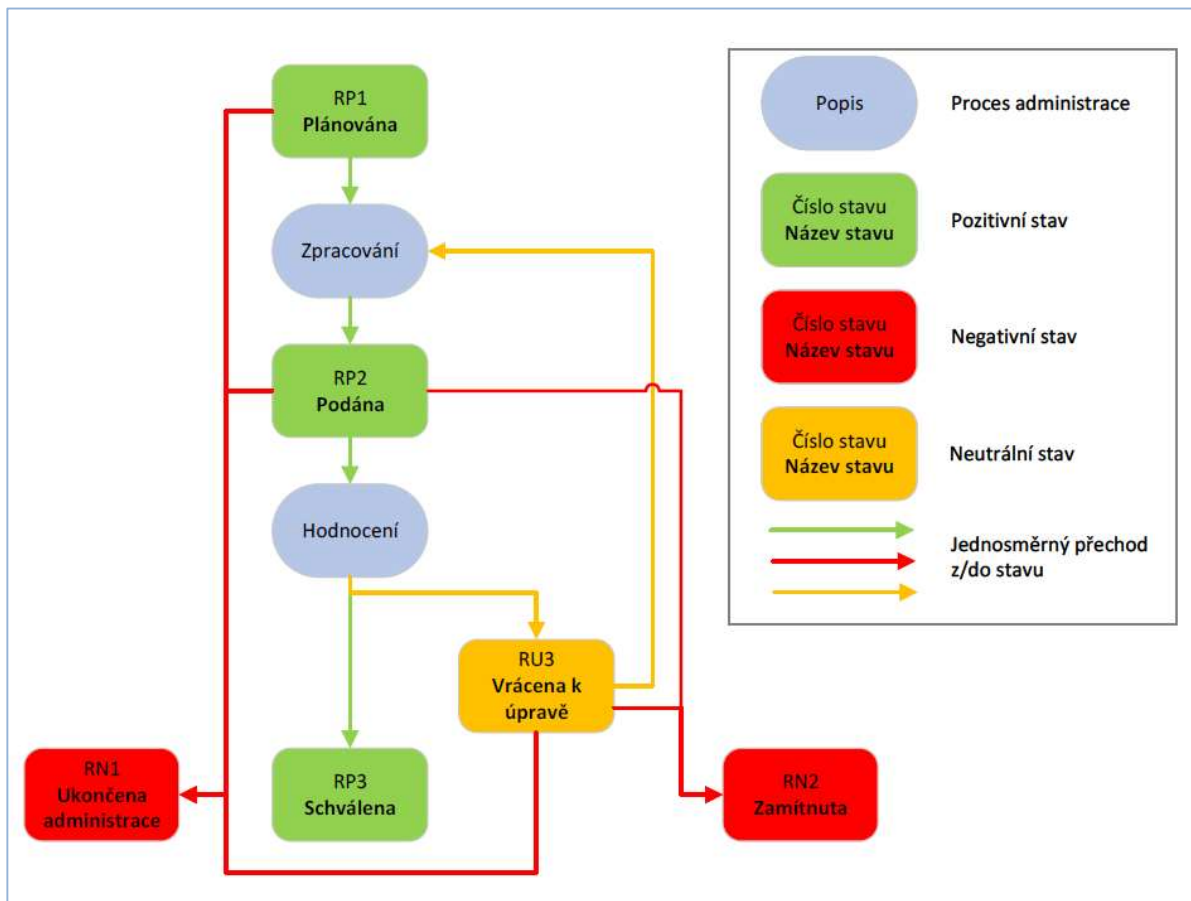 RP1
Plánována
Zpracování
RP2
Podána
Hodnocení
RU3
Vrácena k
úpravě
RN1
Ukončena
administrace
RP3
Schválena
RN2
Zamítnuta
Popis
Proces administrace
Číslo stavu
Název stavu
Pozitivní stav
Číslo stavu
Název stavu
Negativní stav
Číslo stavu
Název stavu
Neutrální stav
Jednosměrný přechod
z/do stavu